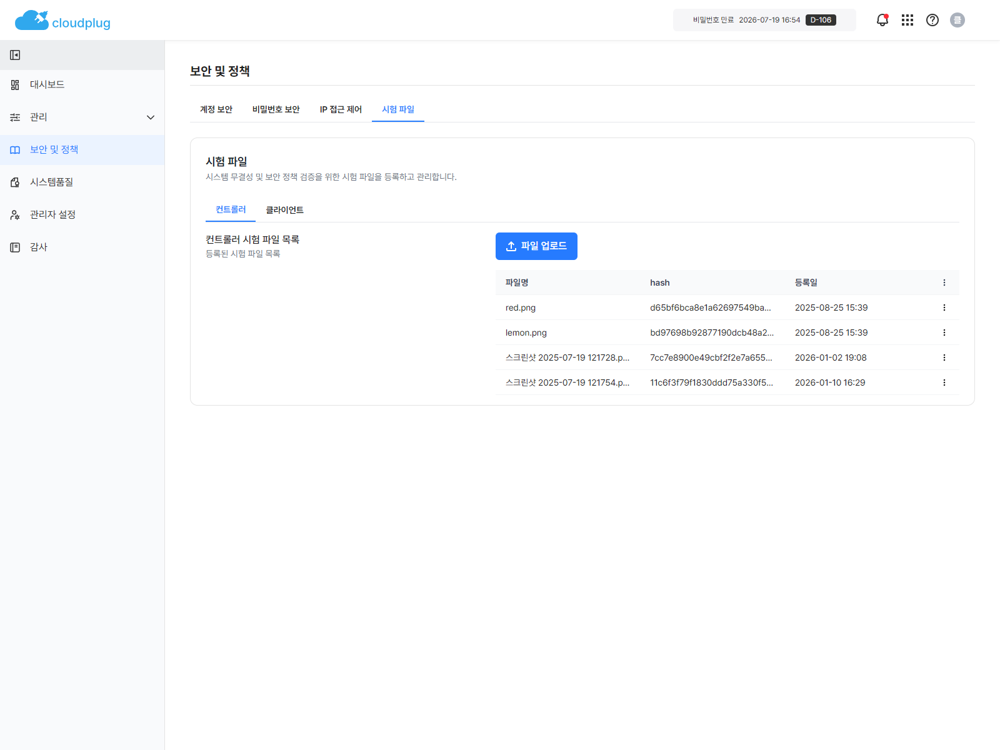 cloudplug
비밀번호 만료 2026-07-19 16:54 D-106
클
대시보드
관리
보안 및 정책
시스템품질
관리자 설정
감사
보안 및 정책
계정 보안 비밀번호 보안 IP 접근 제어 시험 파일
시험 파일
시스템 무결성 및 보안 정책 검증을 위한 시험 파일을 등록하고 관리합니다.
컨트롤러 클라이언트
컨트롤러 시험 파일 목록
등록된 시험 파일 목록
파일 업로드
파일명 hash 등록일
red.png d65bf6bca8e1a62697549ba... 2025-08-25 15:39
lemon.png bd97698b92877190dcb48a2... 2025-08-25 15:39
스크린샷 2025-07-19 121728.p... 7cc7e8900e49cbf2f2e7a655... 2026-01-02 19:08
스크린샷 2025-07-19 121754.p... 11c6f3f79f1830ddd75a330f5... 2026-01-10 16:29